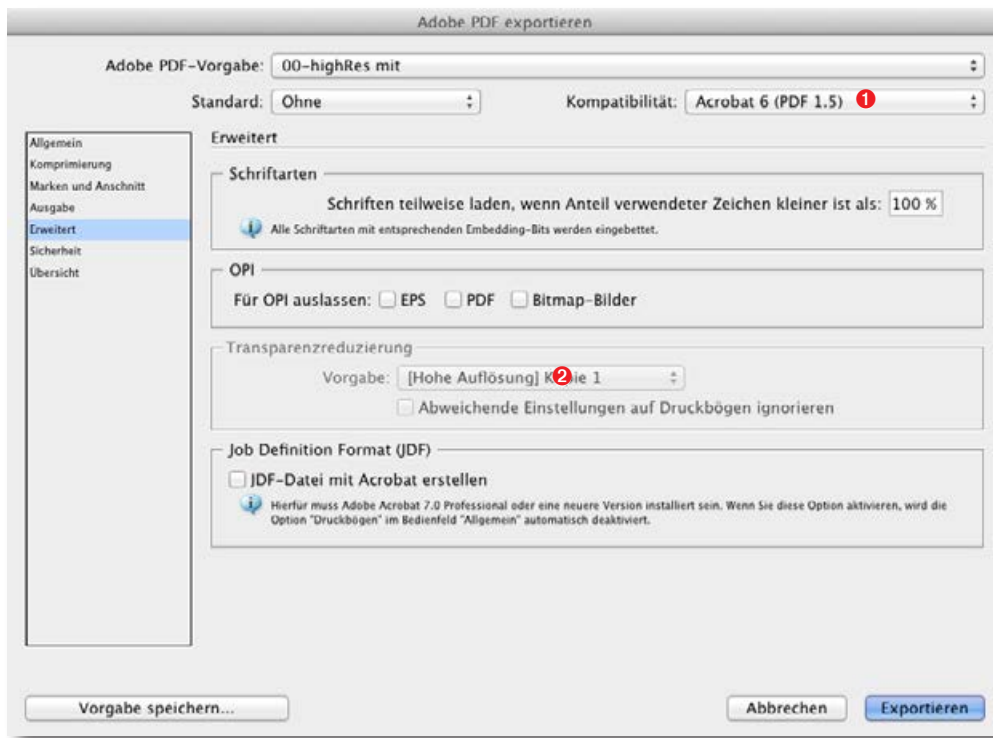 Adobe PDF exportieren
Adobe PDF-Vorgabe: 00-highRes mit
Standard: Ohne Kompatibilität: Acrobat 6 (PDF 1.5) 1
Allgemein
Komprimierung
Marken und Anschnitt
Ausgabe
Erweitert
Sicherheit
Übersicht
Erweitert
Schriftarten
Schriften teilweise laden, wenn Anteil verwendeter Zeichen kleiner ist als: 100 %
Alle Schriftarten mit entsprechenden Embedding-Bits werden eingebettet.
OPI
Für OPI auslassen: EPS PDF Bitmap-Bilder
Transparenzreduzierung
Vorgabe: [Hohe Auflösung] 2 1
Abweichende Einstellungen auf Druckbögen ignorieren
Job Definition Format (JDF)
JDF-Datei mit Acrobat erstellen
Hierfür muss Adobe Acrobat 7.0 Professional oder eine neuere Version installiert sein. Wenn Sie diese Option aktivieren, wird die
Option "Druckbögen" im Bedienfeld "Allgemein" automatisch deaktiviert.
Vorgabe speichern... Abbrechen Exportieren